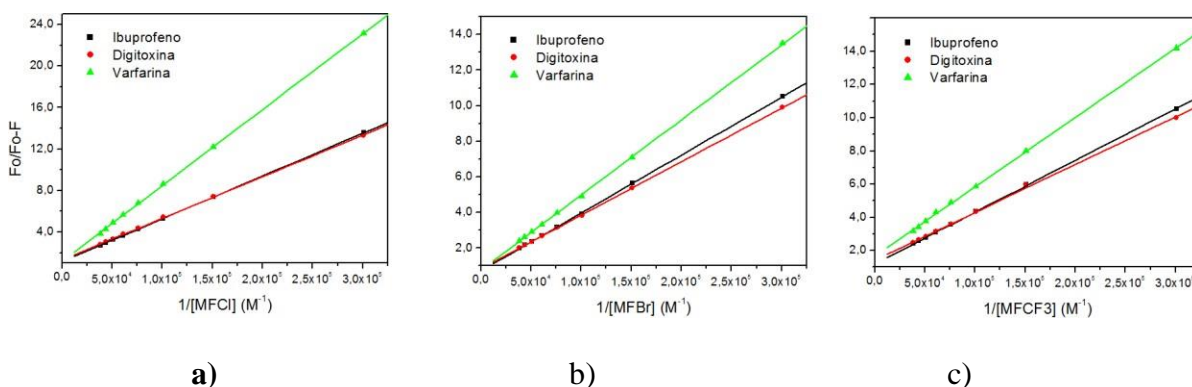 Fo/Fo-F
24,0
20,0
16,0
12,0
8,0
4,0
Ibuprofeno
Digitoxina
Varfarina
0,0 5,0x10⁴ 1,0x10⁵ 1,5x10⁵ 2,0x10⁵ 2,5x10⁵ 3,0x10⁵
1/[MFCl] (M⁻¹)
14,0
12,0
10,0
8,0
6,0
4,0
2,0
Ibuprofeno
Digitoxina
Varfarina
0,0 5,0x10⁴ 1,0x10⁵ 1,5x10⁵ 2,0x10⁵ 2,5x10⁵ 3,0x10⁵
1/[MFBr] (M⁻¹)
14,0
12,0
10,0
8,0
6,0
4,0
2,0
Ibuprofeno
Digitoxina
Varfarina
0,0 5,0x10⁴ 1,0x10⁵ 1,5x10⁵ 2,0x10⁵ 2,5x10⁵ 3,0x10⁵
1/[MFCF3] (M⁻¹)
a) b) c)